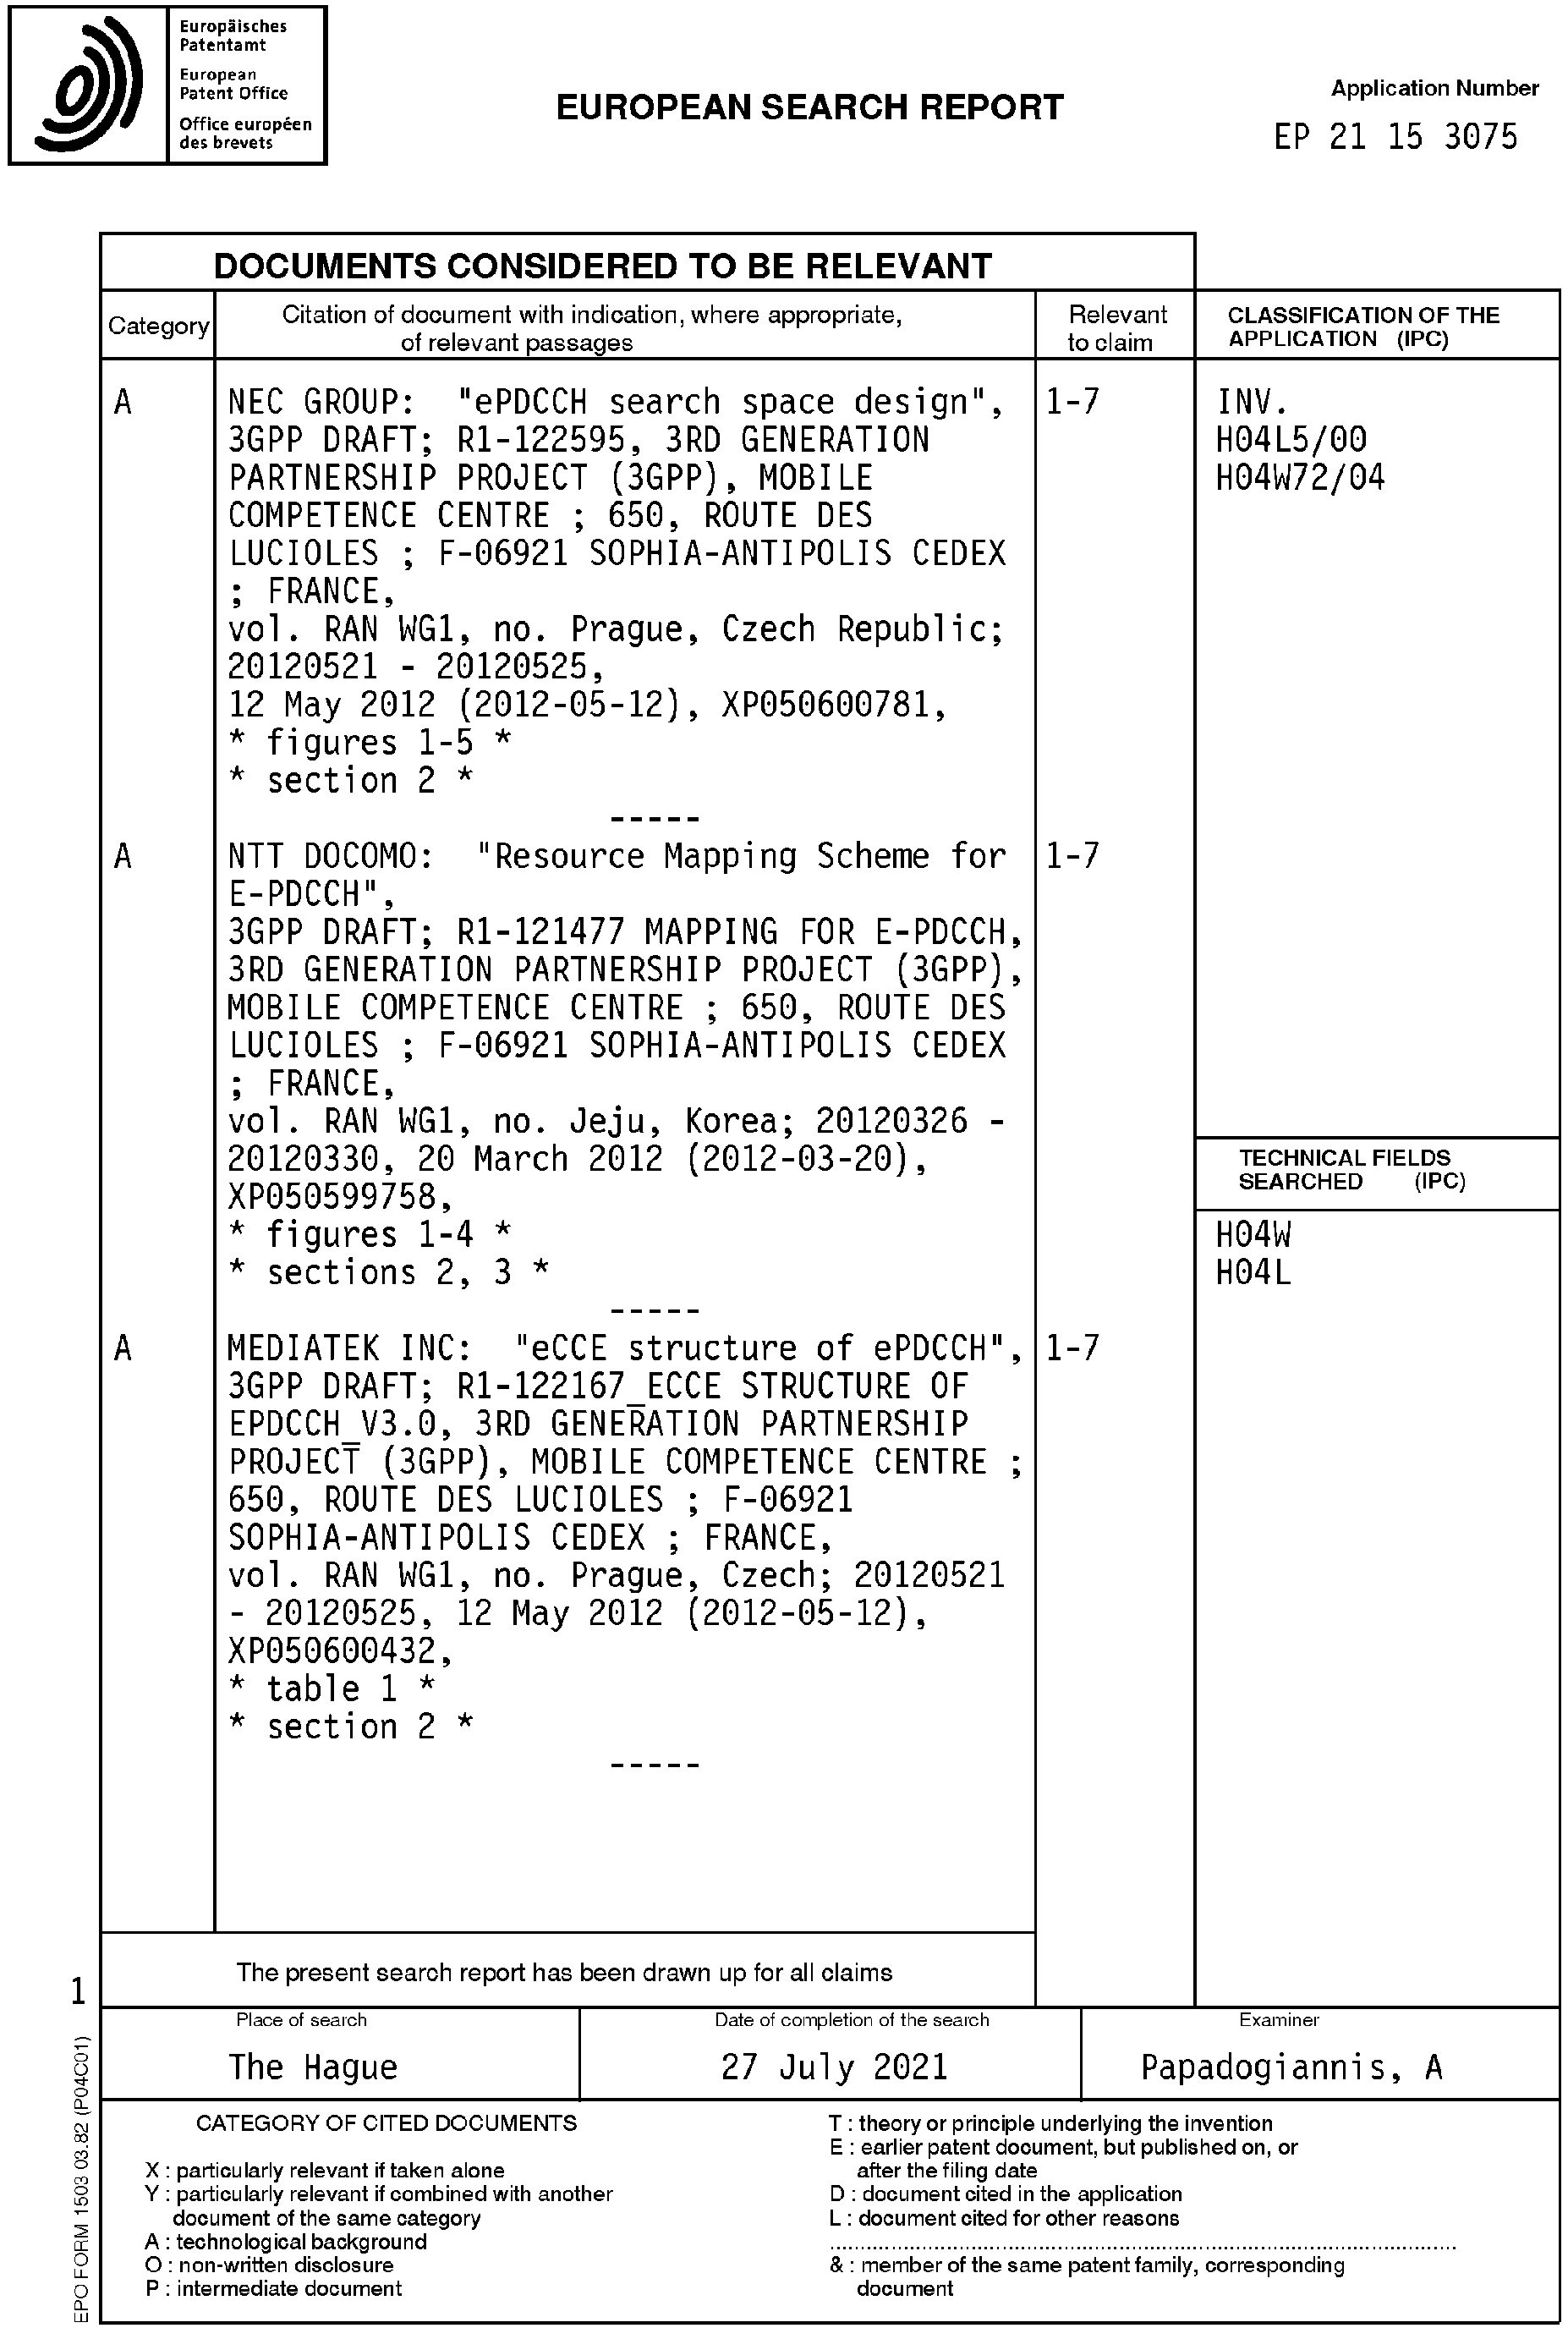 Europäisches
Patentamt
European
Patent Office
Office européen
des brevets
EUROPEAN SEARCH REPORT
Application Number
EP 21 15 3075
DOCUMENTS CONSIDERED TO BE RELEVANT
Category
Citation of document with indication, where appropriate,
of relevant passages
Relevant
to claim
CLASSIFICATION OF THE
APPLICATION (IPC)
A
NEC GROUP: "ePDCCH search space design",
3GPP DRAFT; R1-122595, 3RD GENERATION
PARTNERSHIP PROJECT (3GPP), MOBILE
COMPETENCE CENTRE ; 650, ROUTE DES
LUCIOLES ; F-06921 SOPHIA-ANTIPOLIS CEDEX
; FRANCE,
vol. RAN WG1, no. Prague, Czech Republic;
20120521 - 20120525,
12 May 2012 (2012-05-12), XP050600781,
* figures 1-5 *
* section 2 *
-----
1-7
INV.
H04L5/00
H04W72/04
A
NTT DOCOMO: "Resource Mapping Scheme for
E-PDCCH",
3GPP DRAFT; R1-121477 MAPPING FOR E-PDCCH,
3RD GENERATION PARTNERSHIP PROJECT (3GPP),
MOBILE COMPETENCE CENTRE ; 650, ROUTE DES
LUCIOLES ; F-06921 SOPHIA-ANTIPOLIS CEDEX
; FRANCE,
vol. RAN WG1, no. Jeju, Korea; 20120326 -
20120330, 20 March 2012 (2012-03-20),
XP050599758,
* figures 1-4 *
* sections 2, 3 *
-----
1-7
TECHNICAL FIELDS
SEARCHED (IPC)
H04W
H04L
A
MEDIATEK INC: "eCCE structure of ePDCCH",
3GPP DRAFT; R1-122167_ECCE STRUCTURE OF
EPDCCH_V3.0, 3RD GENERATION PARTNERSHIP
PROJECT (3GPP), MOBILE COMPETENCE CENTRE ;
650, ROUTE DES LUCIOLES ; F-06921
SOPHIA-ANTIPOLIS CEDEX ; FRANCE,
vol. RAN WG1, no. Prague, Czech; 20120521
- 20120525, 12 May 2012 (2012-05-12),
XP050600432,
* table 1 *
* section 2 *
-----
1-7
The present search report has been drawn up for all claims
1
Place of search
The Hague
Date of completion of the search
27 July 2021
Examiner
Papadogiannis, A
CATEGORY OF CITED DOCUMENTS
X : particularly relevant if taken alone
Y : particularly relevant if combined with another
document of the same category
A : technological background
O : non-written disclosure
P : intermediate document
T : theory or principle underlying the invention
E : earlier patent document, but published on, or
after the filing date
D : document cited in the application
L : document cited for other reasons
& : member of the same patent family, corresponding
document
EPO FORM 1503 03.82 (P04C01)